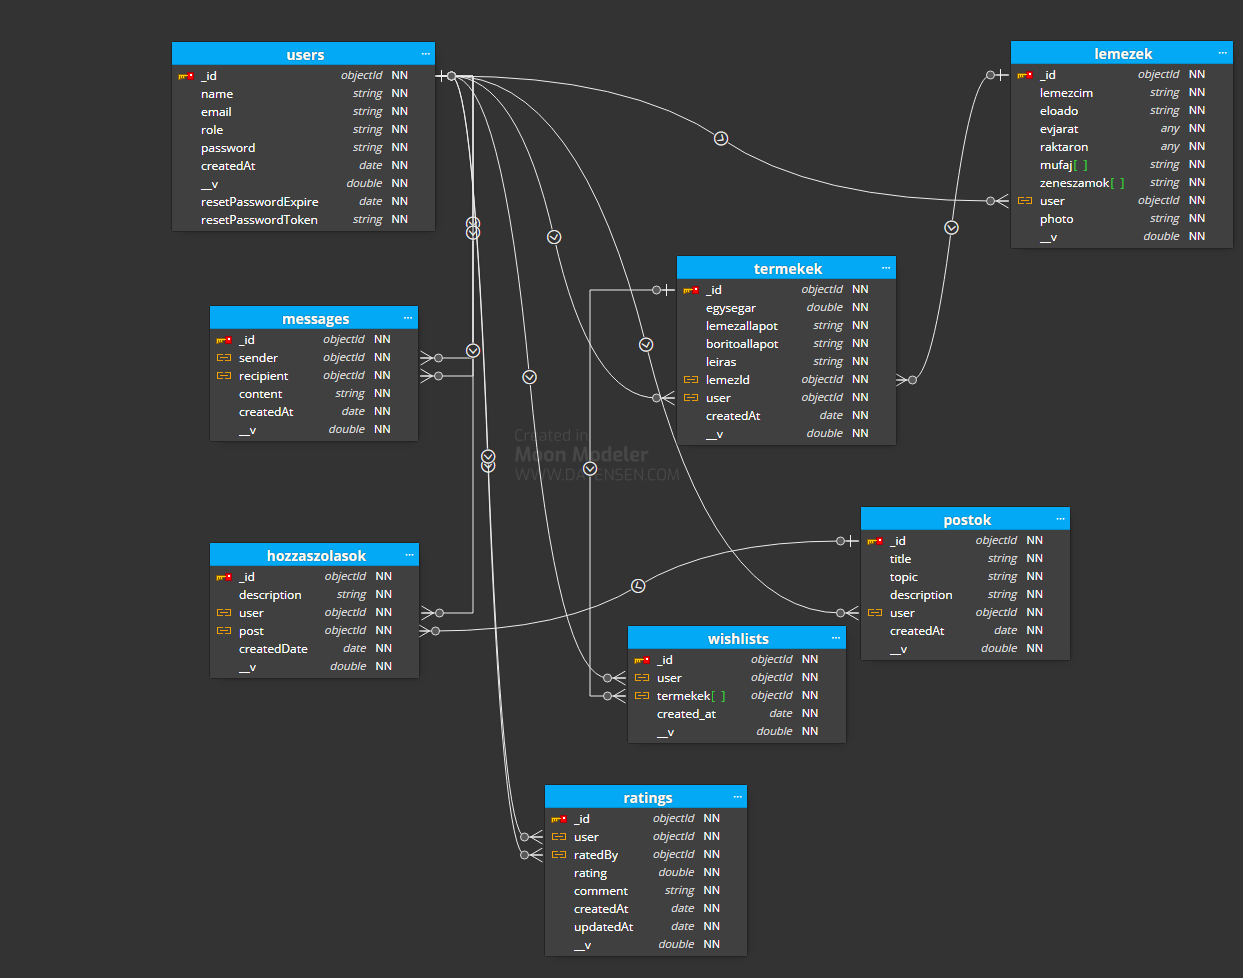 users ...
_id objectId NN
name string NN
email string NN
role string NN
password string NN
createdAt date NN
__v double NN
resetPasswordExpire date NN
resetPasswordToken string NN
lemezek ...
_id objectId NN
lemezcim string NN
eloado string NN
evjarat any NN
raktaron any NN
mufaj[ ] string NN
zeneszamok[ ] string NN
user objectId NN
photo string NN
__v double NN
termekek ...
_id objectId NN
egysegar double NN
lemezallapot string NN
boritoallapot string NN
leiras string NN
lemezId objectId NN
user objectId NN
createdAt date NN
__v double NN
messages ...
_id objectId NN
sender objectId NN
recipient objectId NN
content string NN
createdAt date NN
__v double NN
Created in
Moon Modeler
WWW.DATENSEN.COM
postok ...
_id objectId NN
title string NN
topic string NN
description string NN
user objectId NN
createdAt date NN
__v double NN
hozzaszolasok ...
_id objectId NN
description string NN
user objectId NN
post objectId NN
createdDate date NN
__v double NN
wishlists ...
_id objectId NN
user objectId NN
termekek[ ] objectId NN
created_at date NN
__v double NN
ratings ...
_id objectId NN
user objectId NN
ratedBy objectId NN
rating double NN
comment string NN
createdAt date NN
updatedAt date NN
__v double NN